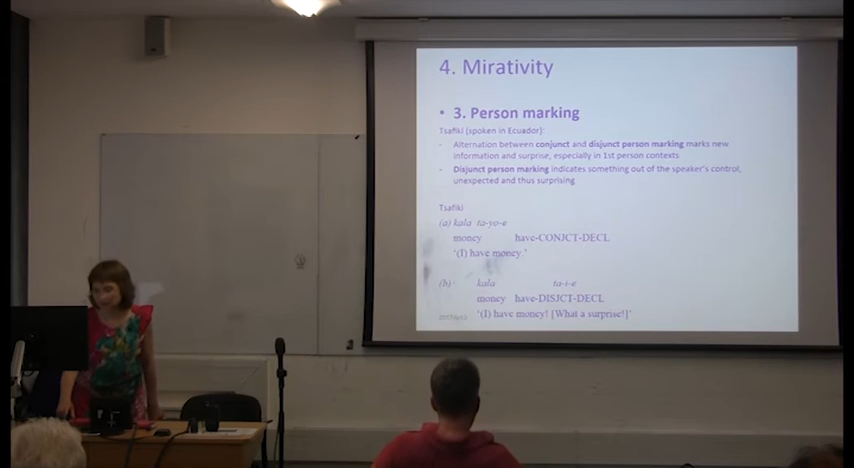 4. Mirativity
• 3. Person marking
Tsafiki (spoken in Ecuador):
- Alternation between conjunct and disjunct person marking marks new
information and surprise, especially in 1st person contexts
- Disjunct person marking indicates something out of the speaker's control,
unexpected and thus surprising
Tsafiki
(a) kala ta-yo-e
money have-CONJCT-DECL
'(I) have money.'
(b) kala ta-i-e
money have-DISJCT-DECL
'(I) have money! [What a surprise!]'